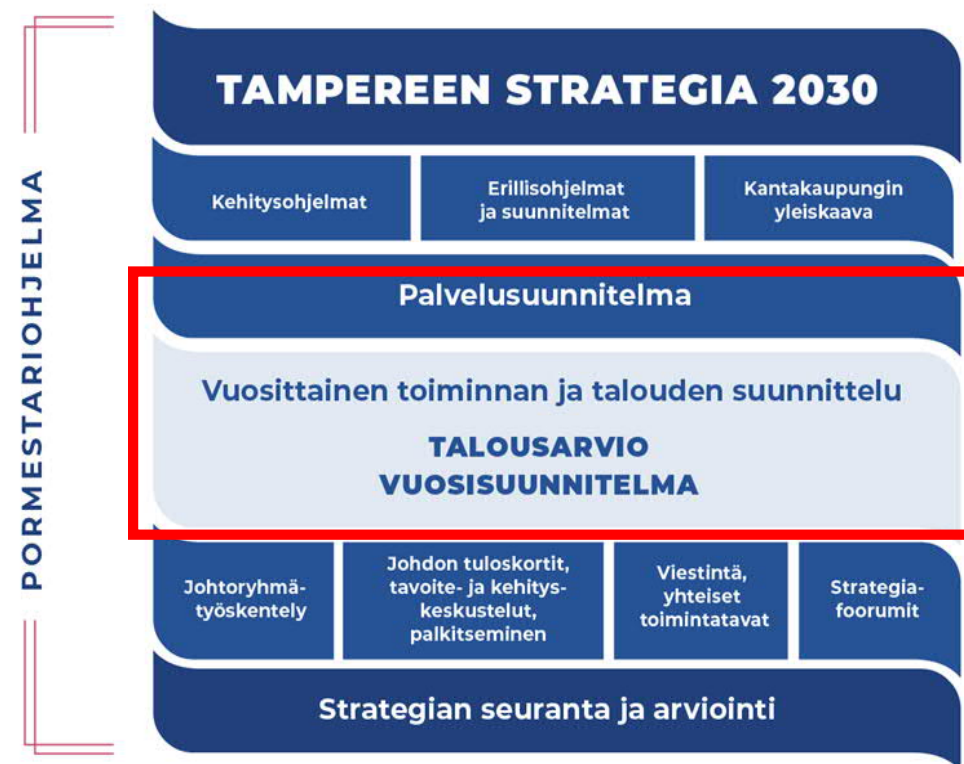 PORMESTARIOHJELMA
TAMPEREEN STRATEGIA 2030
Kehitysohjelmat
Erillisohjelmat
ja suunnitelmat
Kantakaupungin
yleiskaava
Palvelusuunnitelma
Vuosittainen toiminnan ja talouden suunnittelu
TALOUSARVIO
VUOSISUUNNITELMA
Johtoryhmä-
työskentely
Johdon tuloskortit,
tavoite- ja kehitys-
keskustelut,
palkitseminen
Viestintä,
yhteiset
toimintatavat
Strategia-
foorumit
Strategian seuranta ja arviointi